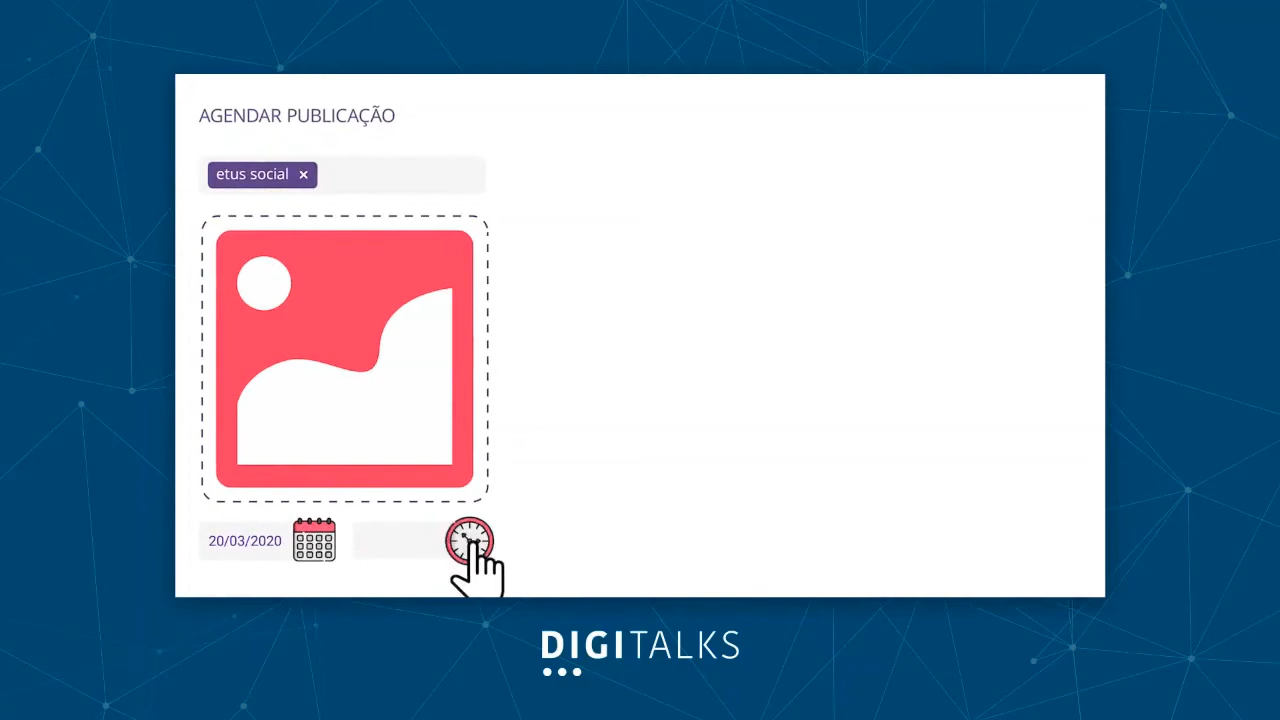 AGENDAR PUBLICAÇÃO
etus social ×
20/03/2020
DIGITALKS